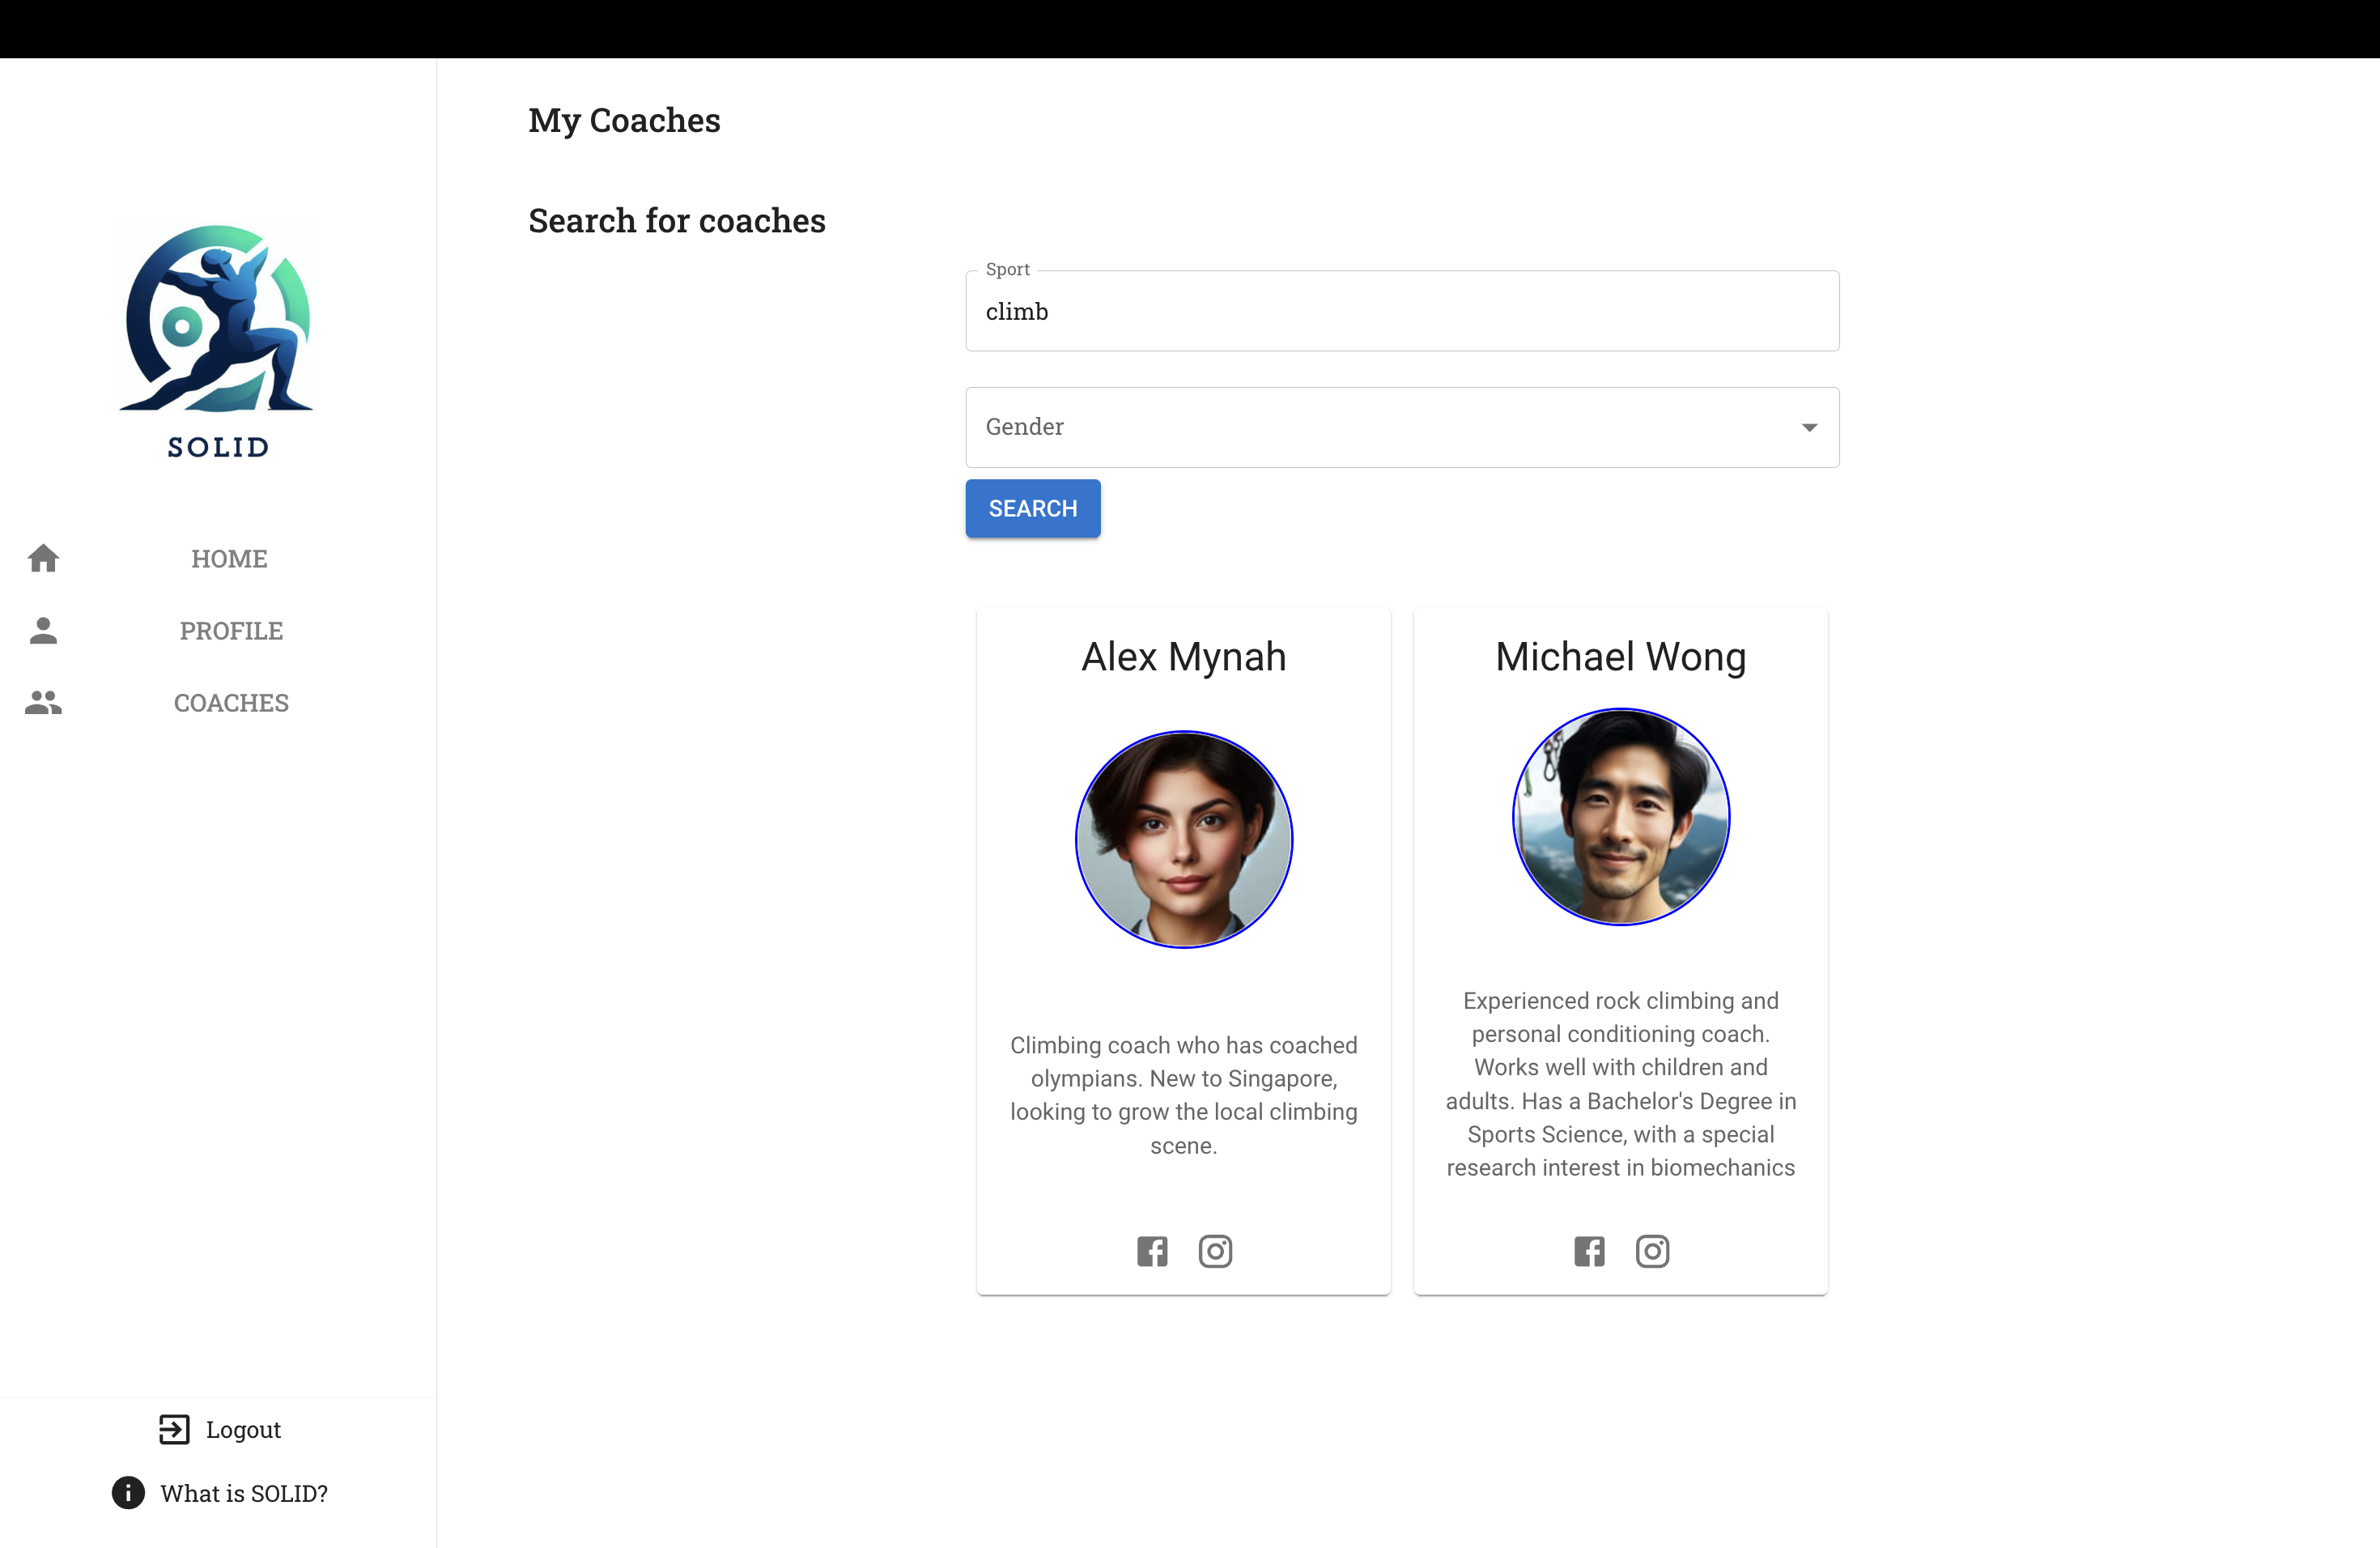 SOLID
HOME
PROFILE
COACHES
Logout
What is SOLID?
My Coaches
Search for coaches
Sport
climb
Gender
SEARCH
Alex Mynah
Climbing coach who has coached
olympians. New to Singapore,
looking to grow the local climbing
scene.
Michael Wong
Experienced rock climbing and
personal conditioning coach.
Works well with children and
adults. Has a Bachelor's Degree in
Sports Science, with a special
research interest in biomechanics